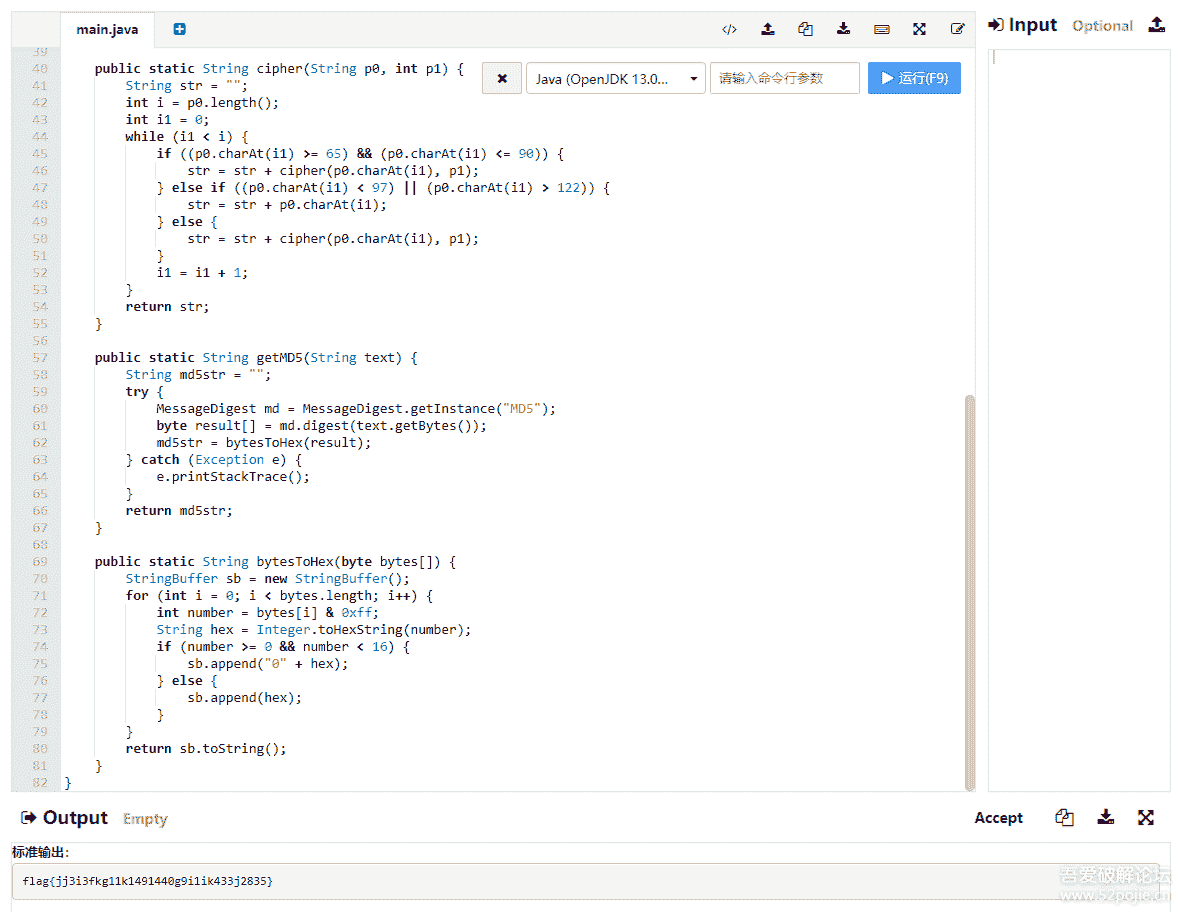 main.java
Input Optional
39
40 public static String cipher(String p0, int p1) {
Java (OpenJDK 13.0... 请输入命令行参数 运行(F9)
41 String str = "";
42 int i = p0.length();
43 int i1 = 0;
44 while (i1 < i) {
45 if ((p0.charAt(i1) >= 65) && (p0.charAt(i1) <= 90)) {
46 str = str + cipher(p0.charAt(i1), p1);
47 } else if ((p0.charAt(i1) < 97) || (p0.charAt(i1) > 122)) {
48 str = str + p0.charAt(i1);
49 } else {
50 str = str + cipher(p0.charAt(i1), p1);
51 }
52 i1 = i1 + 1;
53 }
54 return str;
55 }
56
57 public static String getMD5(String text) {
58 String md5str = "";
59 try {
60 MessageDigest md = MessageDigest.getInstance("MD5");
61 byte result[] = md.digest(text.getBytes());
62 md5str = bytesToHex(result);
63 } catch (Exception e) {
64 e.printStackTrace();
65 }
66 return md5str;
67 }
68
69 public static String bytesToHex(byte bytes[]) {
70 StringBuffer sb = new StringBuffer();
71 for (int i = 0; i < bytes.length; i++) {
72 int number = bytes[i] & 0xff;
73 String hex = Integer.toHexString(number);
74 if (number >= 0 && number < 16) {
75 sb.append("0" + hex);
76 } else {
77 sb.append(hex);
78 }
79 }
80 return sb.toString();
81 }
82 }
Output Empty
Accept
标准输出:
flag{jj3i3fkg11k1491440g9i1ik433j2835}
吾爱破解论坛
www.52pojie.cn